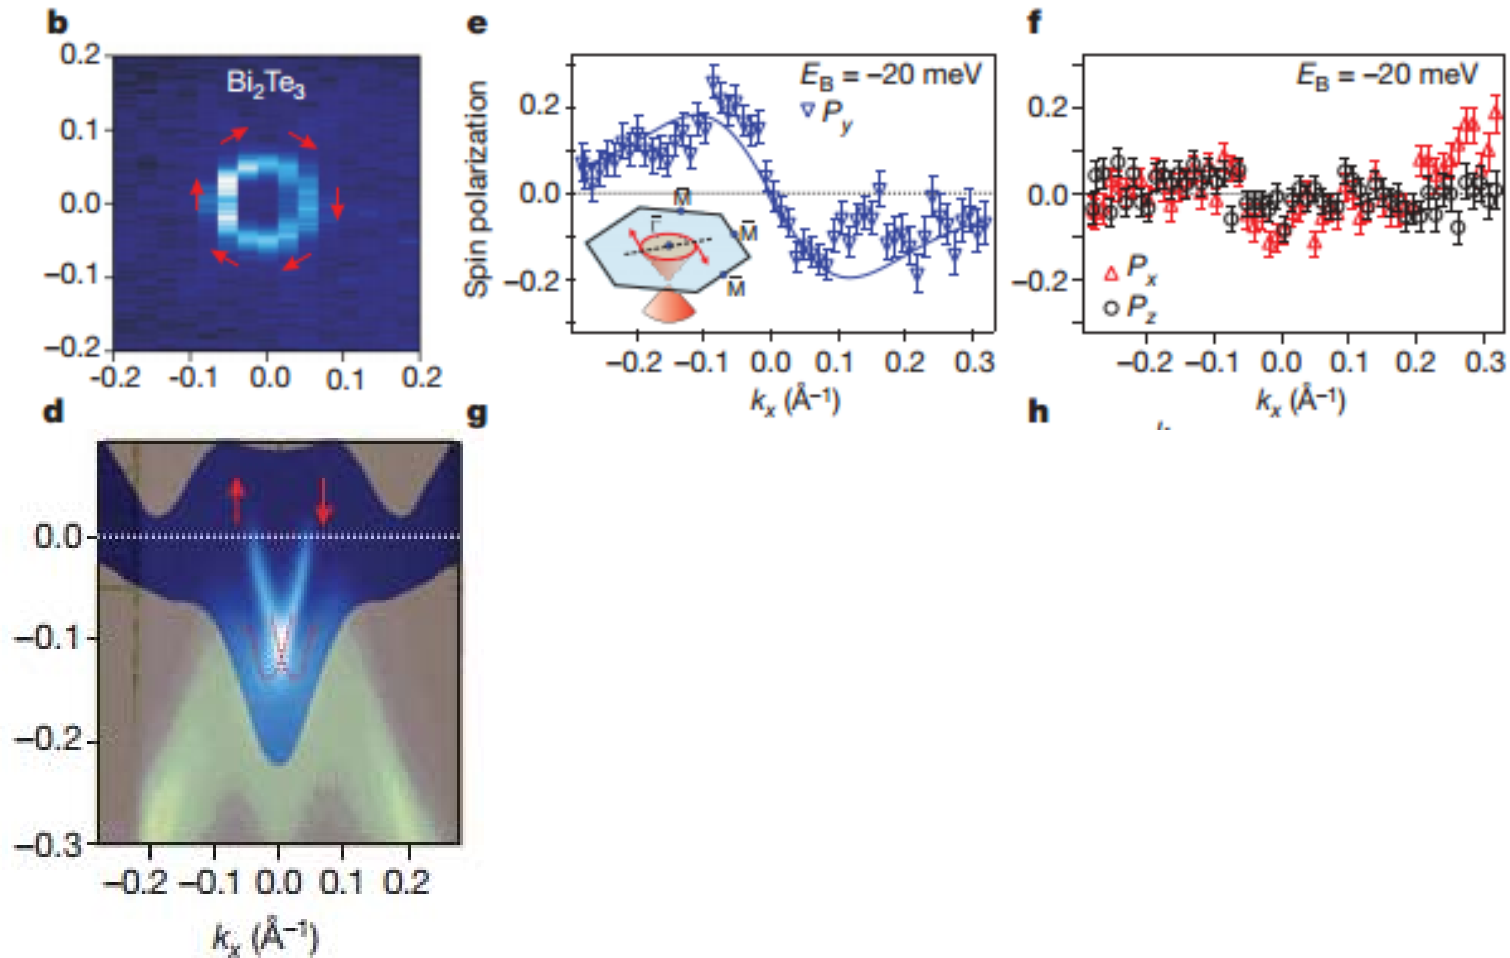 b
Bi2Te3
0.2
0.1
0.0
−0.1
−0.2
-0.2 -0.1 0.0 0.1 0.2
e
Spin polarization
EB = −20 meV
Py
0.2
0.0
−0.2
M̄
Γ̄
M̄
M̄
−0.2 −0.1 0.0 0.1 0.2 0.3
kx (Å−1)
f
EB = −20 meV
0.2
0.0
−0.2
Px
Pz
−0.2 −0.1 0.0 0.1 0.2 0.3
kx (Å−1)
d
0.0
−0.1
−0.2
−0.3
−0.2 −0.1 0.0 0.1 0.2
kx (Å−1)
g
h